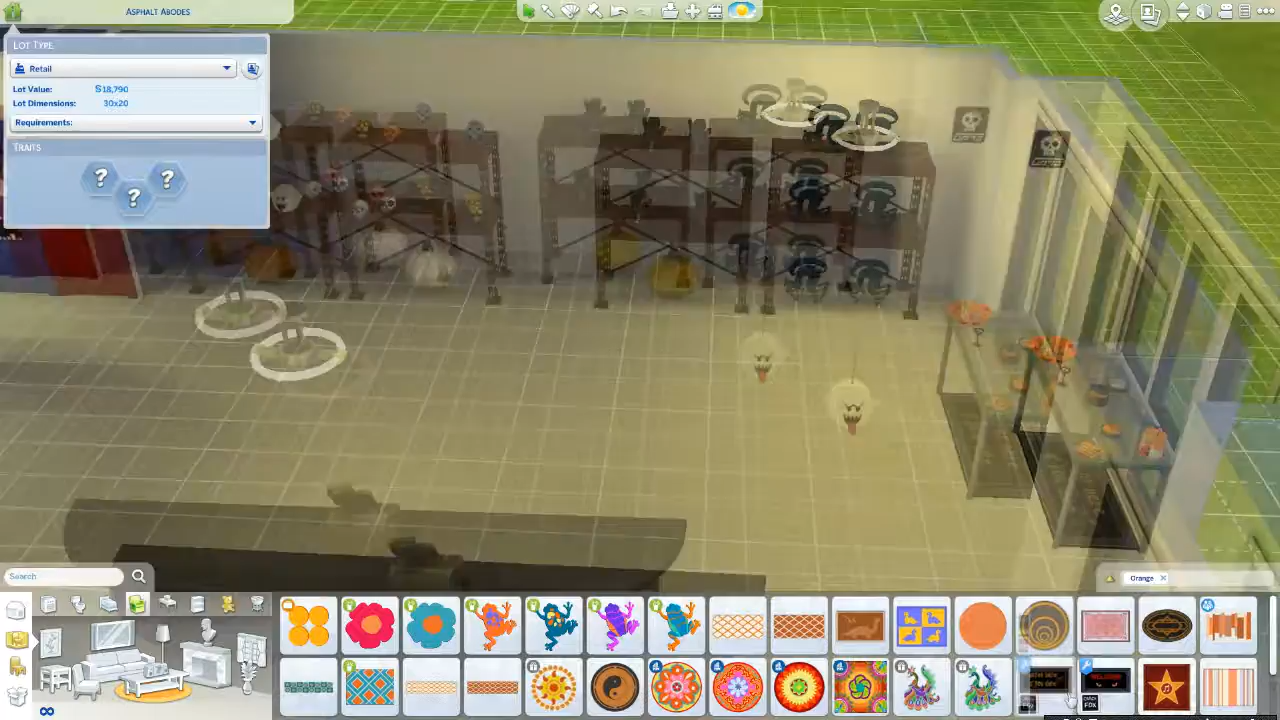 ASPHALT ABODES
LOT TYPE
Retail
Lot Value: §18,790
Lot Dimensions: 30x20
Requirements:
TRAITS
? ? ?
Search
Orange